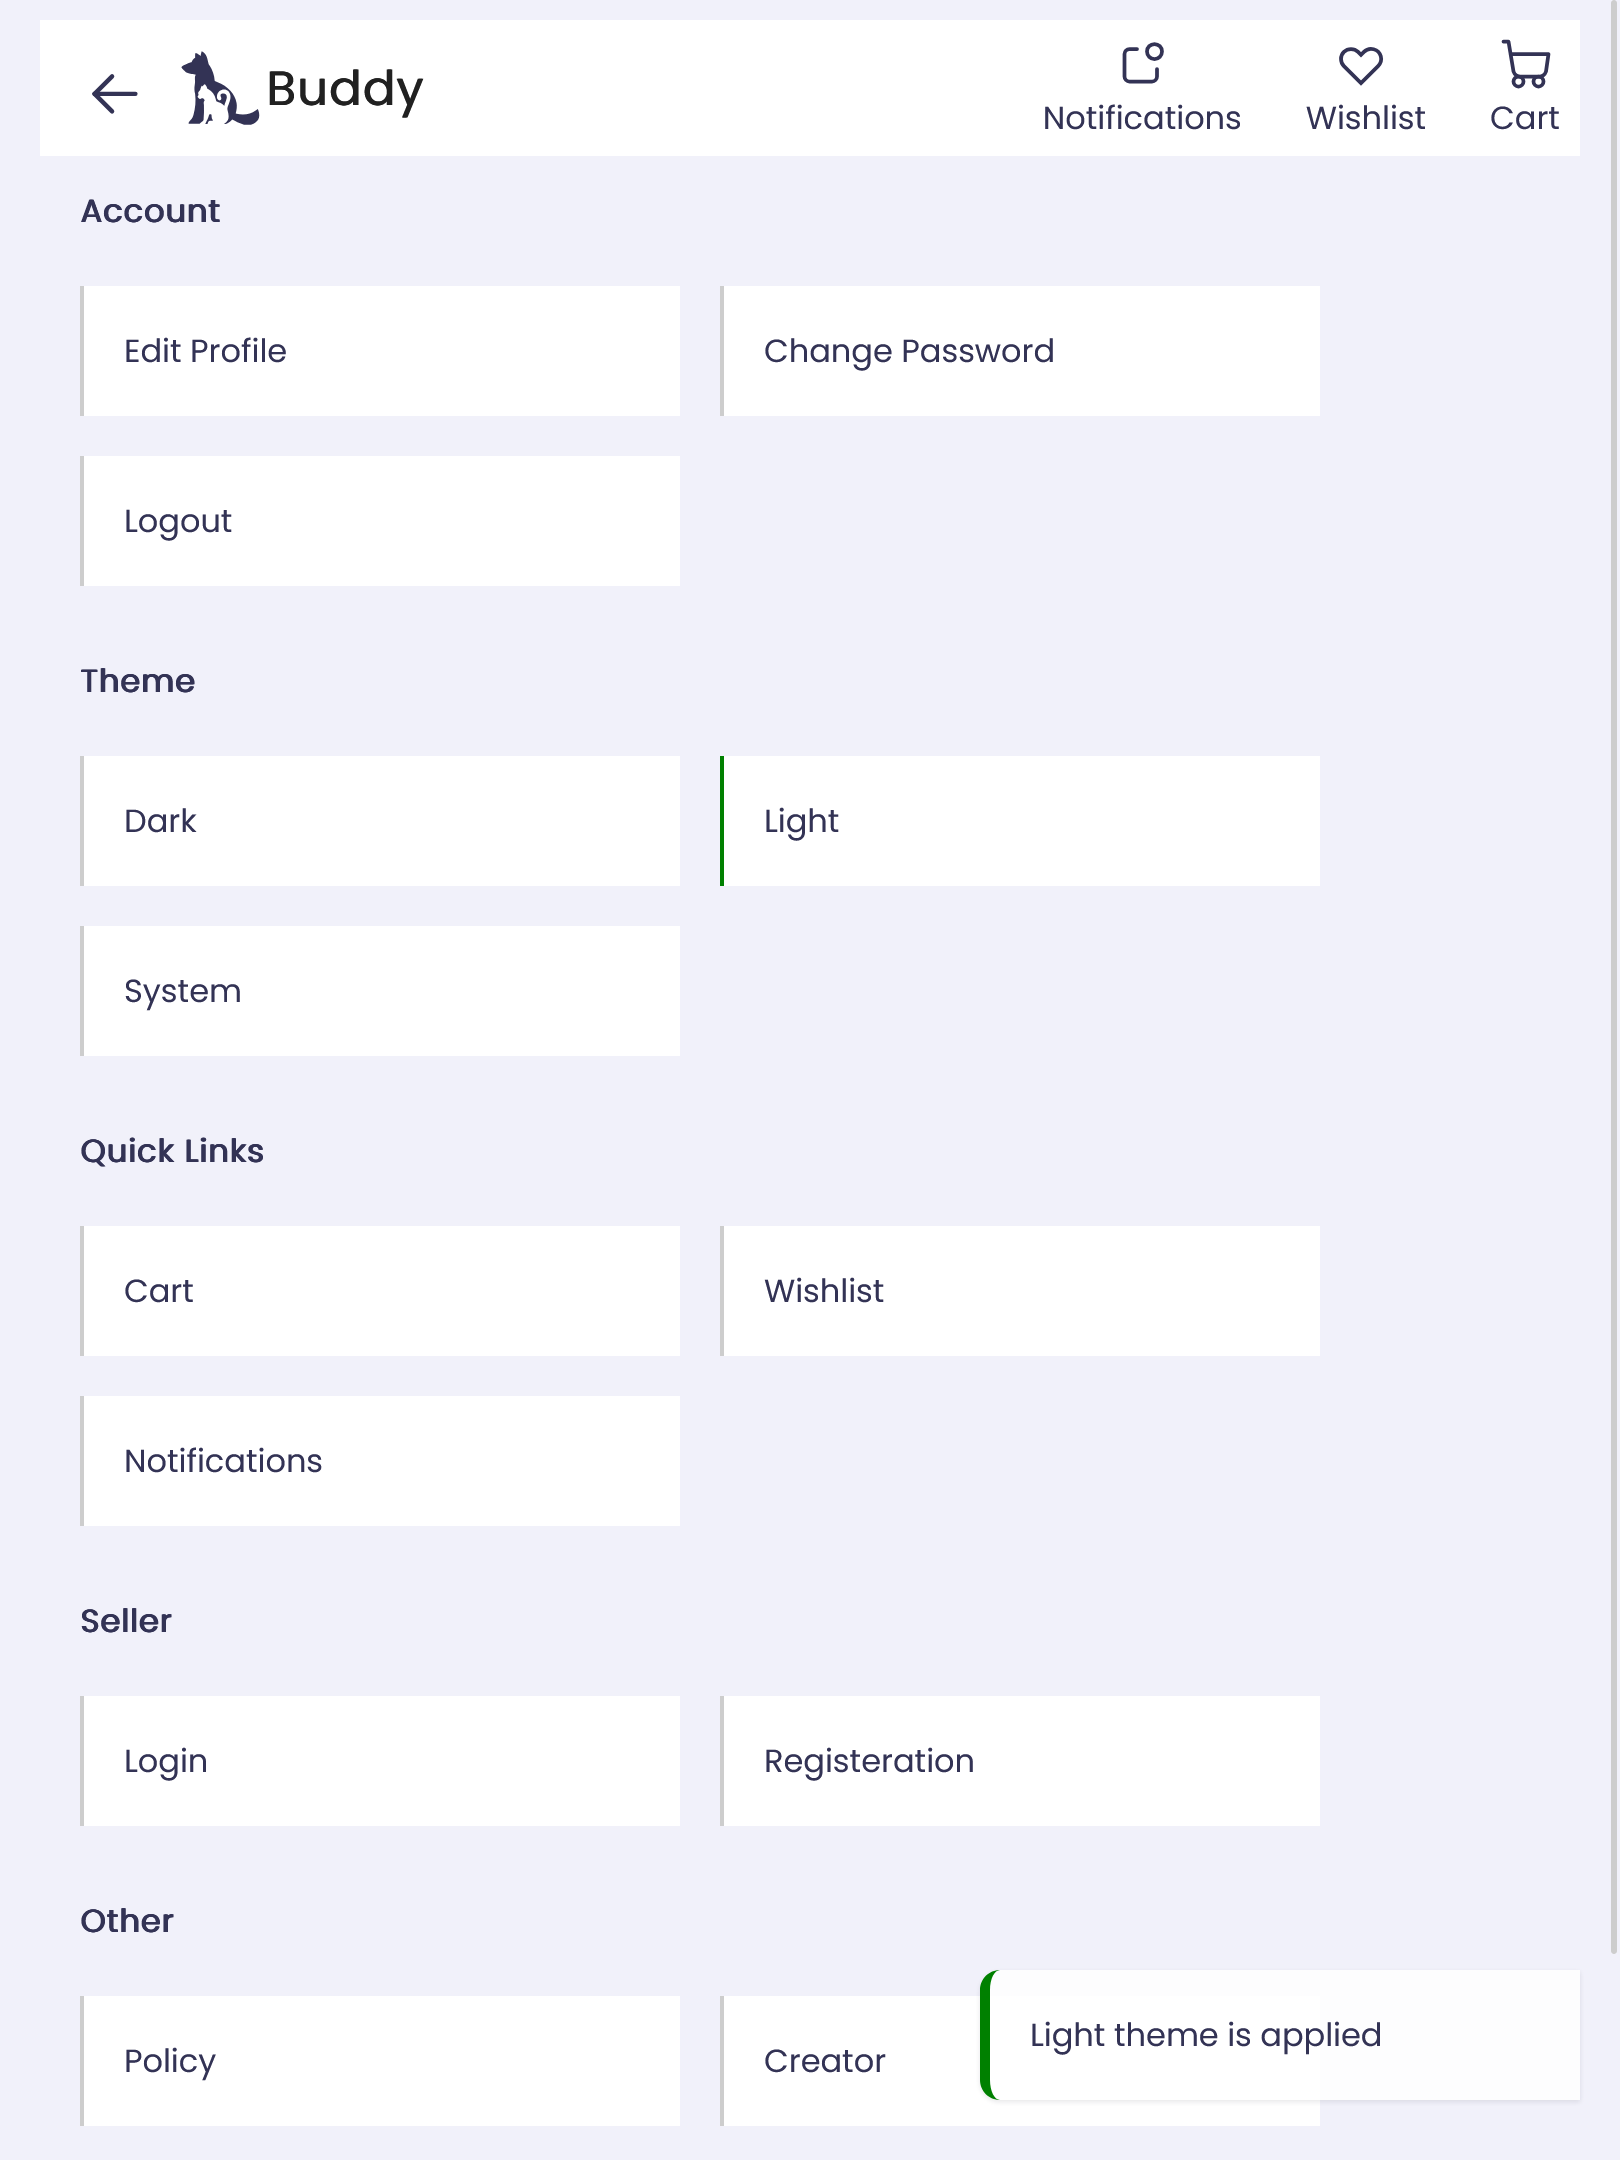 Buddy
Notifications
Wishlist
Cart
Account
Edit Profile
Change Password
Logout
Theme
Dark
Light
System
Quick Links
Cart
Wishlist
Notifications
Seller
Login
Registeration
Other
Policy
Creator
Light theme is applied